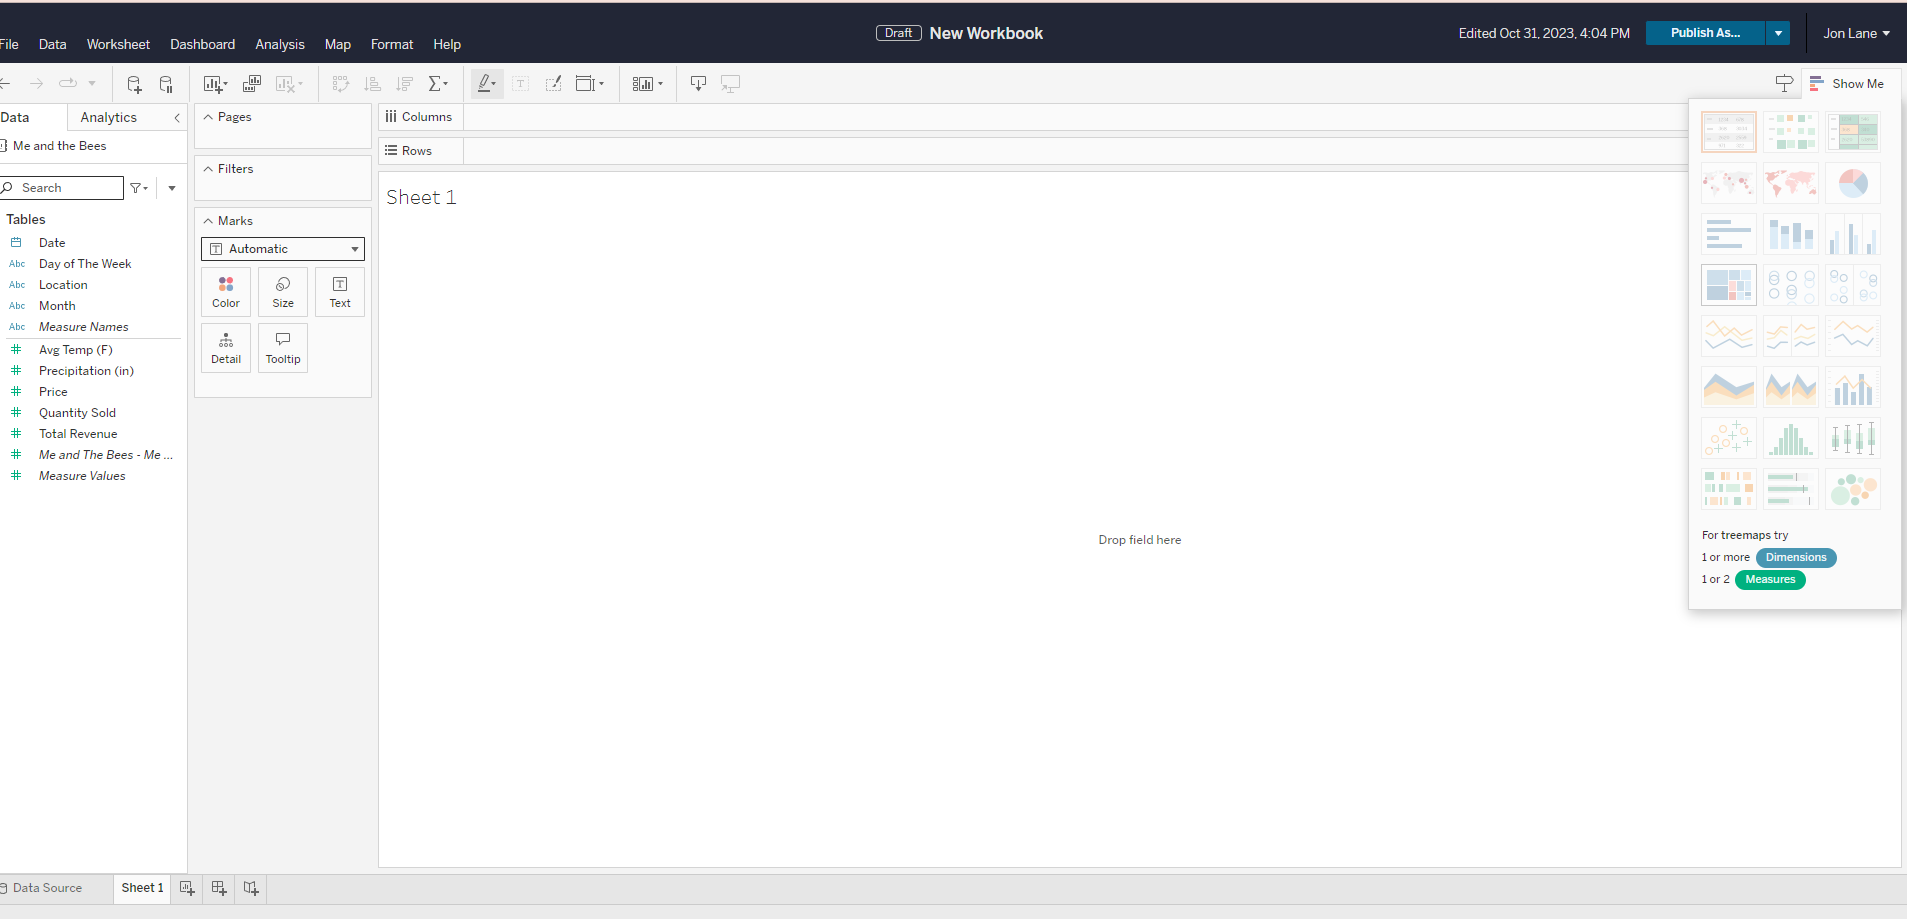 Draft New Workbook
Edited Oct 31, 2023, 4:04 PM Publish As... Jon Lane
File Data Worksheet Dashboard Analysis Map Format Help
Show Me
Data Analytics
Me and the Bees
Search
Tables
Date
Abc Day of The Week
Abc Location
Abc Month
Abc Measure Names
Avg Temp (F)
Precipitation (in)
Price
Quantity Sold
Total Revenue
Me and The Bees - Me ...
Measure Values
Pages
Filters
Marks
Automatic
Color Size Text
Detail Tooltip
Columns
Rows
Sheet 1
Drop field here
For treemaps try
1 or more Dimensions
1 or 2 Measures
Data Source Sheet 1